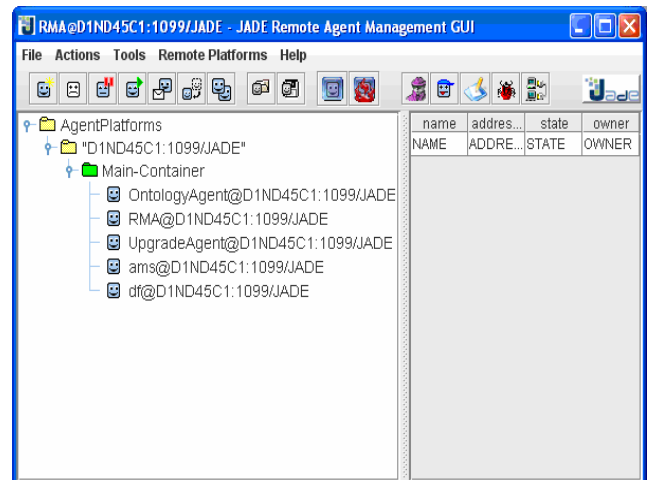 RMA@D1ND45C1:1099/JADE - JADE Remote Agent Management GUI
File Actions Tools Remote Platforms Help
Jade
AgentPlatforms
"D1ND45C1:1099/JADE"
Main-Container
OntologyAgent@D1ND45C1:1099/JADE
RMA@D1ND45C1:1099/JADE
UpgradeAgent@D1ND45C1:1099/JADE
ams@D1ND45C1:1099/JADE
df@D1ND45C1:1099/JADE
name addres... state owner
NAME ADDRE... STATE OWNER